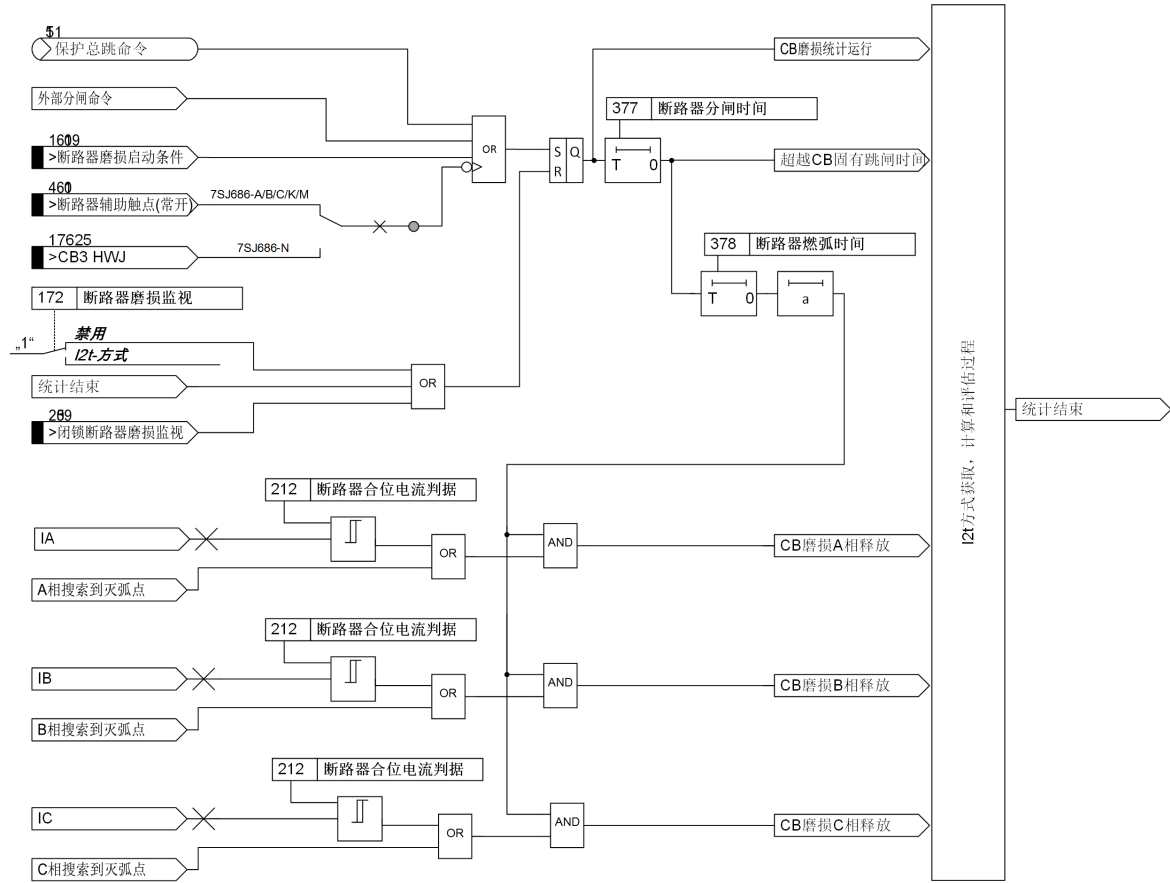 保护总跳命令
CB磨损统计运行
外部分闸命令
377 断路器分闸时间
>断路器磨损启动条件
OR
S Q
R
T 0
超越CB固有跳闸时间
7SJ686-A/B/C/K/M
>断路器辅助触点(常开)
17625
>CB3 HWJ
7SJ686-N
378 断路器燃弧时间
172 断路器磨损监视
T 0
a
„1“
禁用
I2t-方式
统计结束
OR
>闭锁断路器磨损监视
I2t方式获取，计算和评估过程
统计结束
212 断路器合位电流判据
IA
OR
AND
CB磨损A相释放
A相搜索到灭弧点
212 断路器合位电流判据
IB
OR
AND
CB磨损B相释放
B相搜索到灭弧点
212 断路器合位电流判据
IC
OR
AND
CB磨损C相释放
C相搜索到灭弧点